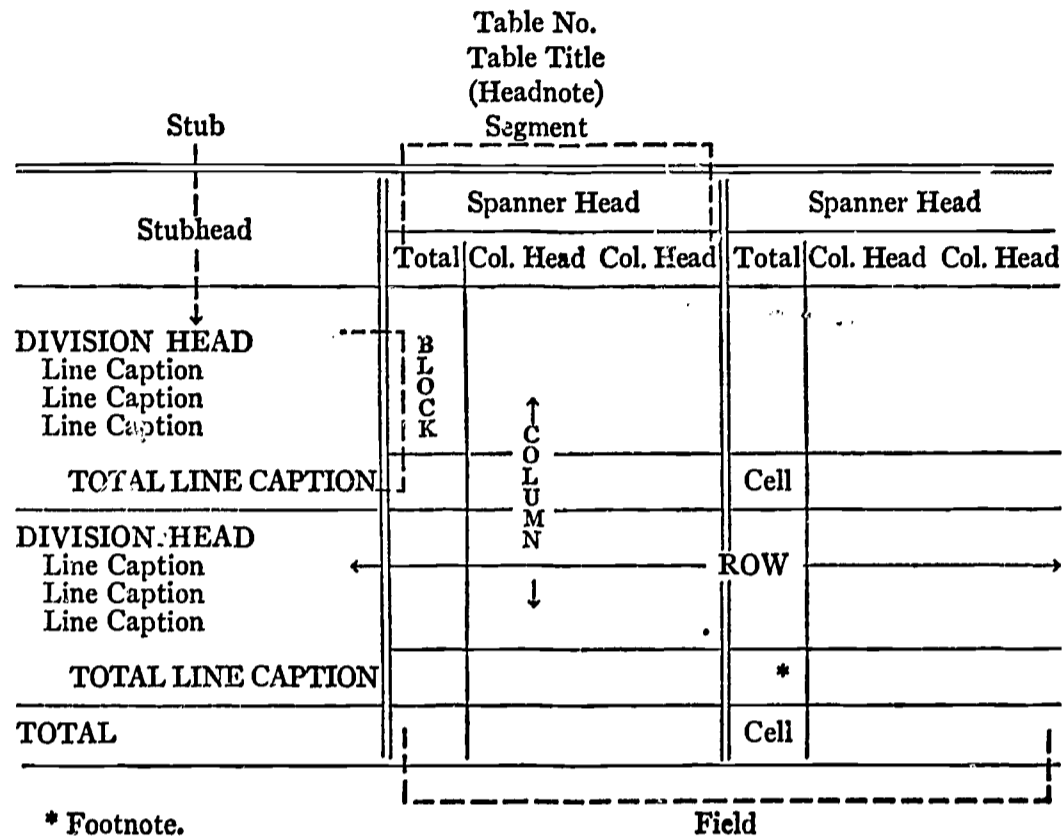 Table No.
Table Title
(Headnote)
Stub Segment
Spanner Head Spanner Head
Stubhead
Total Col. Head Col. Head Total Col. Head Col. Head
DIVISION HEAD
Line Caption
Line Caption
Line Caption
BLOCK
COLUMN
TOTAL LINE CAPTION Cell
DIVISION HEAD
Line Caption ROW
Line Caption
Line Caption
TOTAL LINE CAPTION *
TOTAL Cell
* Footnote. Field